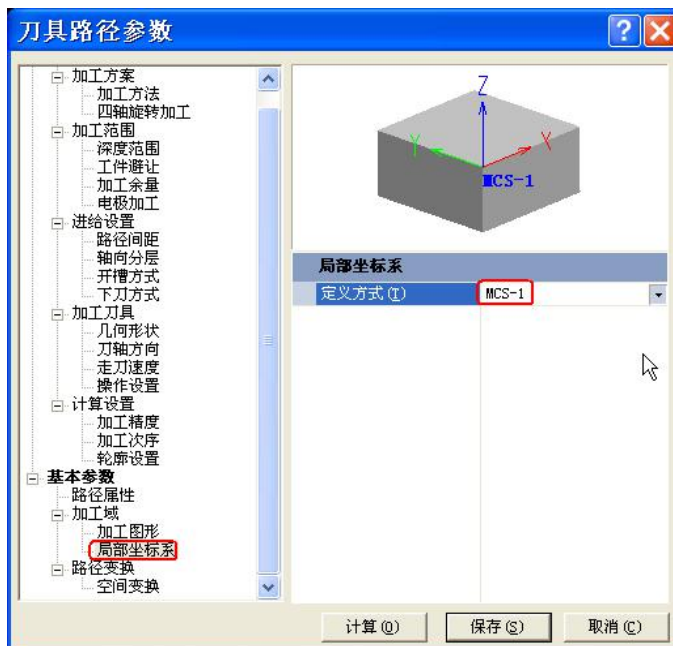 刀具路径参数
加工方案
加工方法
四轴旋转加工
加工范围
深度范围
工件避让
加工余量
电极加工
进给设置
路径间距
轴向分层
开槽方式
下刀方式
加工刀具
几何形状
刀轴方向
走刀速度
操作设置
计算设置
加工精度
加工次序
轮廓设置
基本参数
路径属性
加工域
加工图形
局部坐标系
路径变换
空间变换
Z
Y
X
MCS-1
局部坐标系
定义方式(T) MCS-1
计算(O) 保存(S) 取消(C)